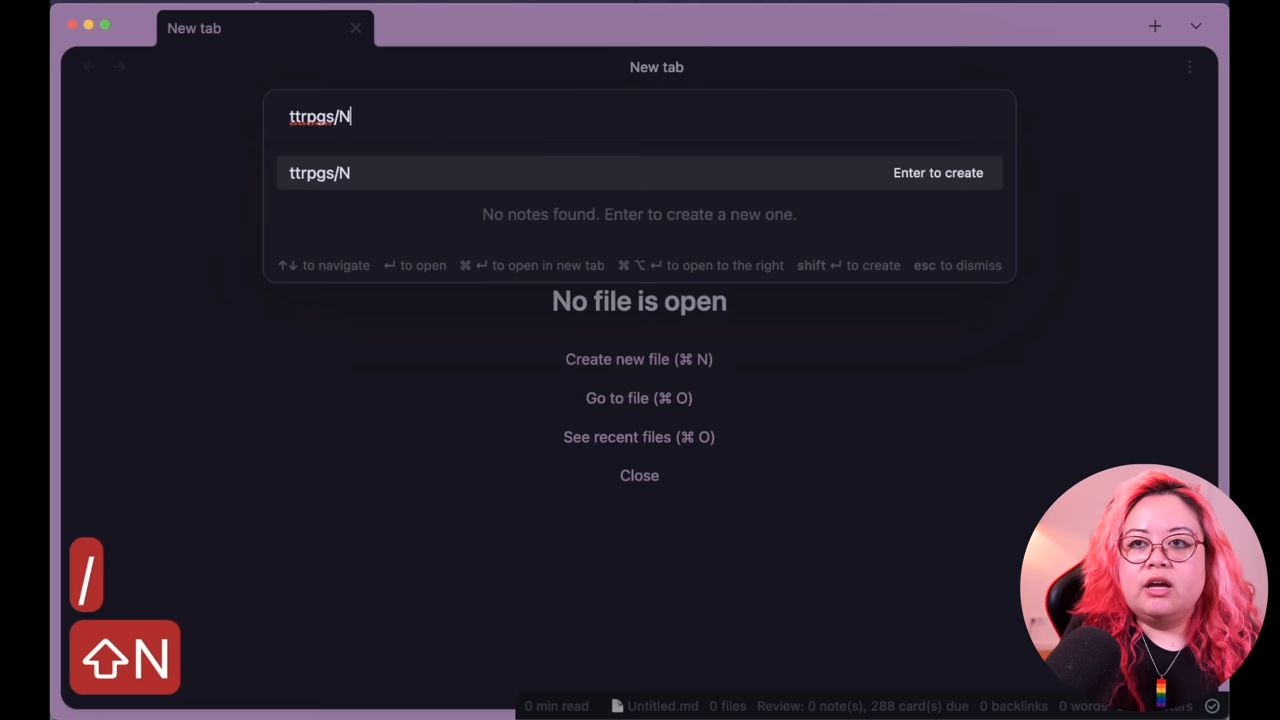 New tab
New tab
ttrpgs/N
ttrpgs/N Enter to create
No notes found. Enter to create a new one.
↑↓ to navigate ↵ to open ⌘ ↵ to open in new tab ⌘ ⌥ ↵ to open to the right shift ↵ to create esc to dismiss
No file is open
Create new file (⌘ N)
Go to file (⌘ O)
See recent files (⌘ O)
Close
/
⇧N
0 min read Untitled.md 0 files Review: 0 note(s), 288 card(s) due 0 backlinks 0 words